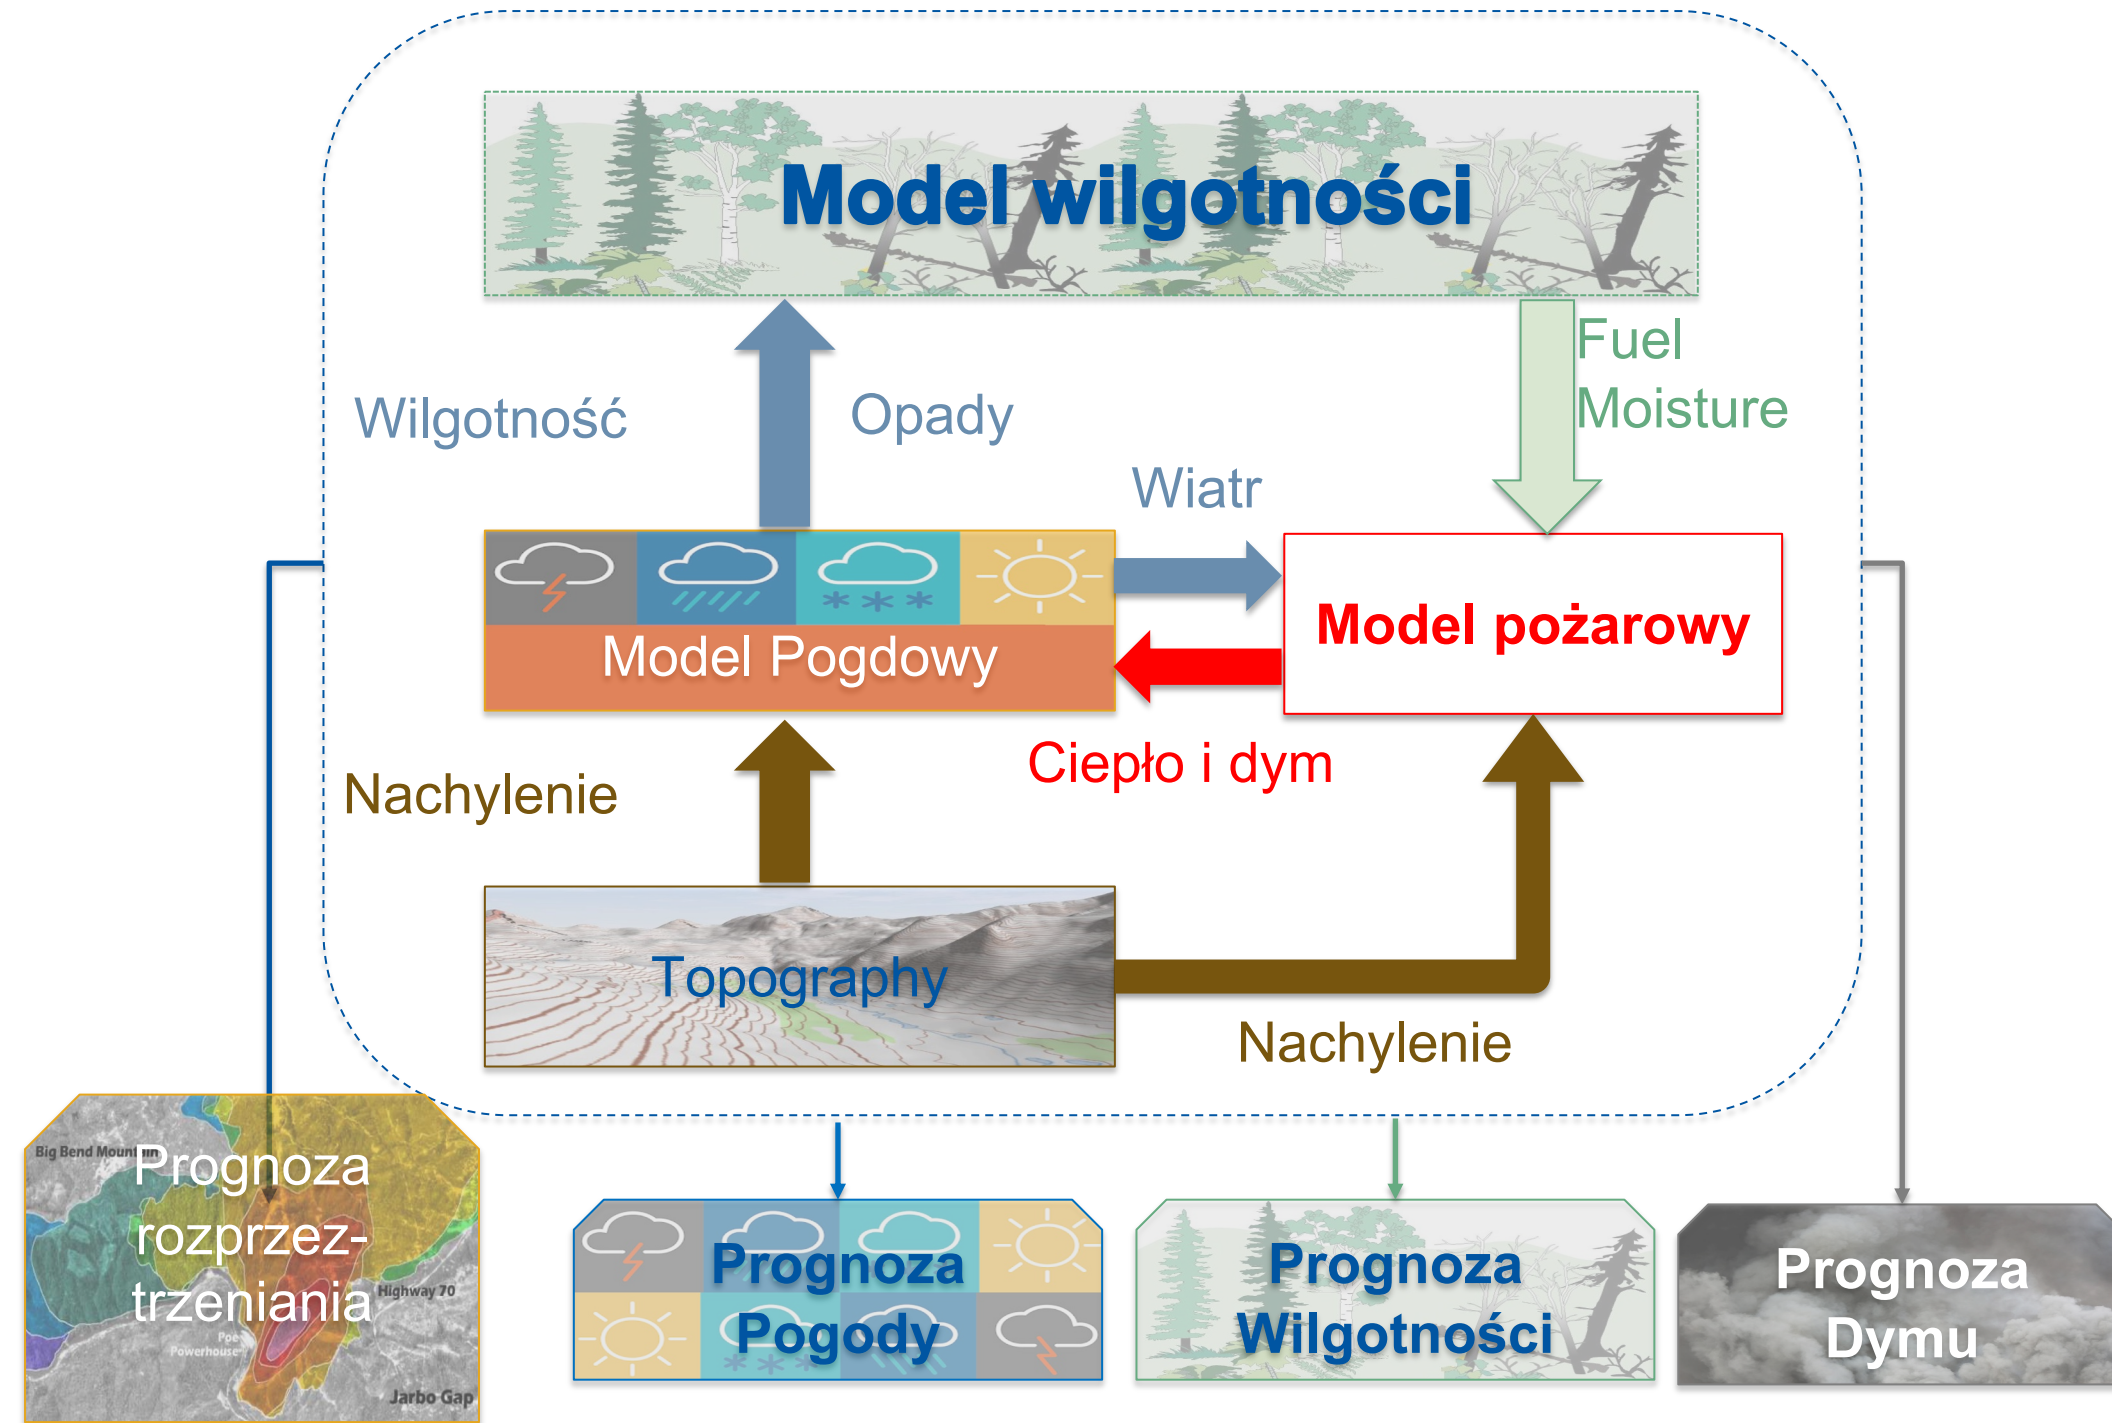 Model wilgotności
Fuel
Moisture
Wilgotność
Opady
Wiatr
Model Pogdowy
Model pożarowy
Ciepło i dym
Nachylenie
Topography
Nachylenie
Big Bend Mountain
Prognoza
rozprzez-
trzeniania
Highway 70
Poe
Powerhouse
Jarbo Gap
Prognoza
Pogody
Prognoza
Wilgotności
Prognoza
Dymu